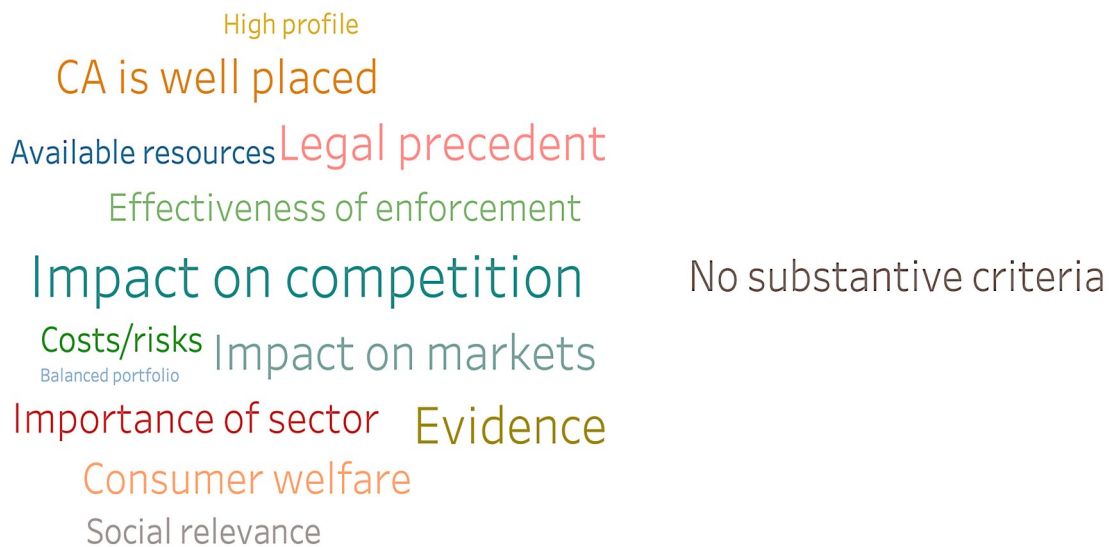 High profile
CA is well placed
Available resources Legal precedent
Effectiveness of enforcement
Impact on competition
No substantive criteria
Costs/risks Impact on markets
Balanced portfolio
Importance of sector Evidence
Consumer welfare
Social relevance